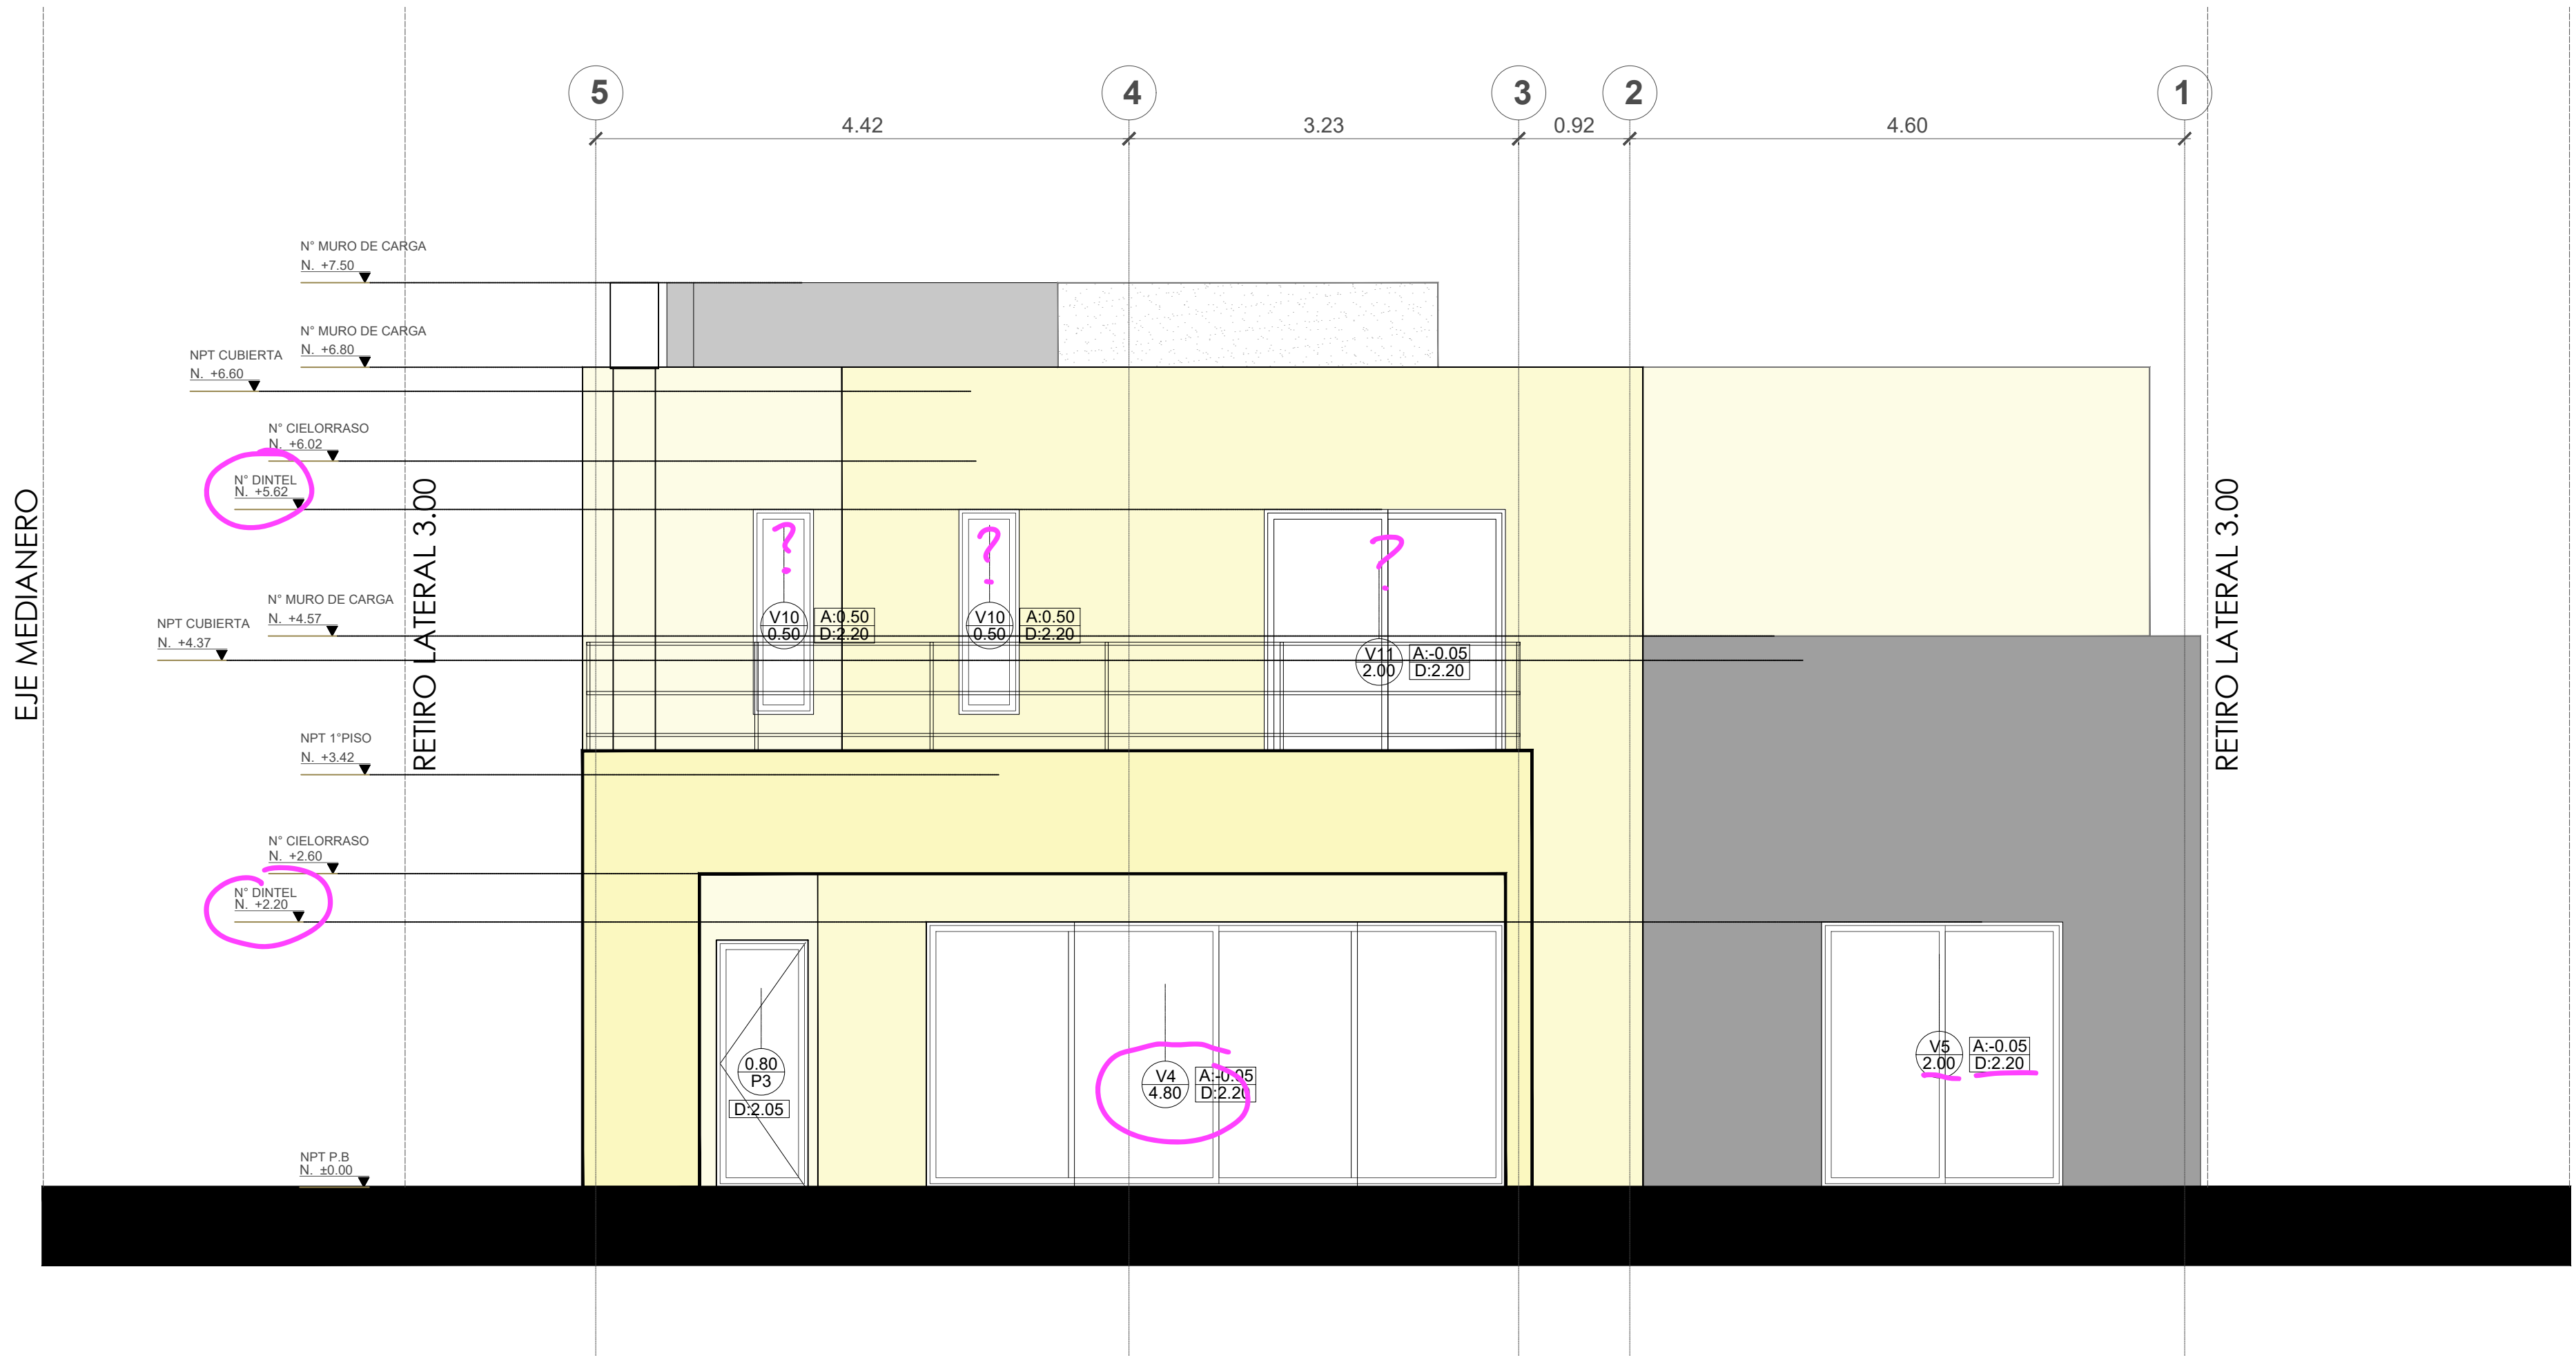 5 4 3 2 1
4.42 3.23 0.92 4.60
N° MURO DE CARGA
N. +7.50
N° MURO DE CARGA
N. +6.80
NPT CUBIERTA
N. +6.60
N° CIELORRASO
N. +6.02
N° DINTEL
N. +5.62
EJE MEDIANERO
RETIRO LATERAL 3.00
RETIRO LATERAL 3.00
? ? ?
N° MURO DE CARGA
N. +4.57
NPT CUBIERTA
N. +4.37
V10
0.50
A:0.50
D:2.20
V10
0.50
A:0.50
D:2.20
V11
2.00
A:-0.05
D:2.20
NPT 1°PISO
N. +3.42
N° CIELORRASO
N. +2.60
N° DINTEL
N. +2.20
0.80
P3
D:2.05
V4
4.80
A:-0.05
D:2.20
V5
2.00
A:-0.05
D:2.20
NPT P.B
N. ±0.00